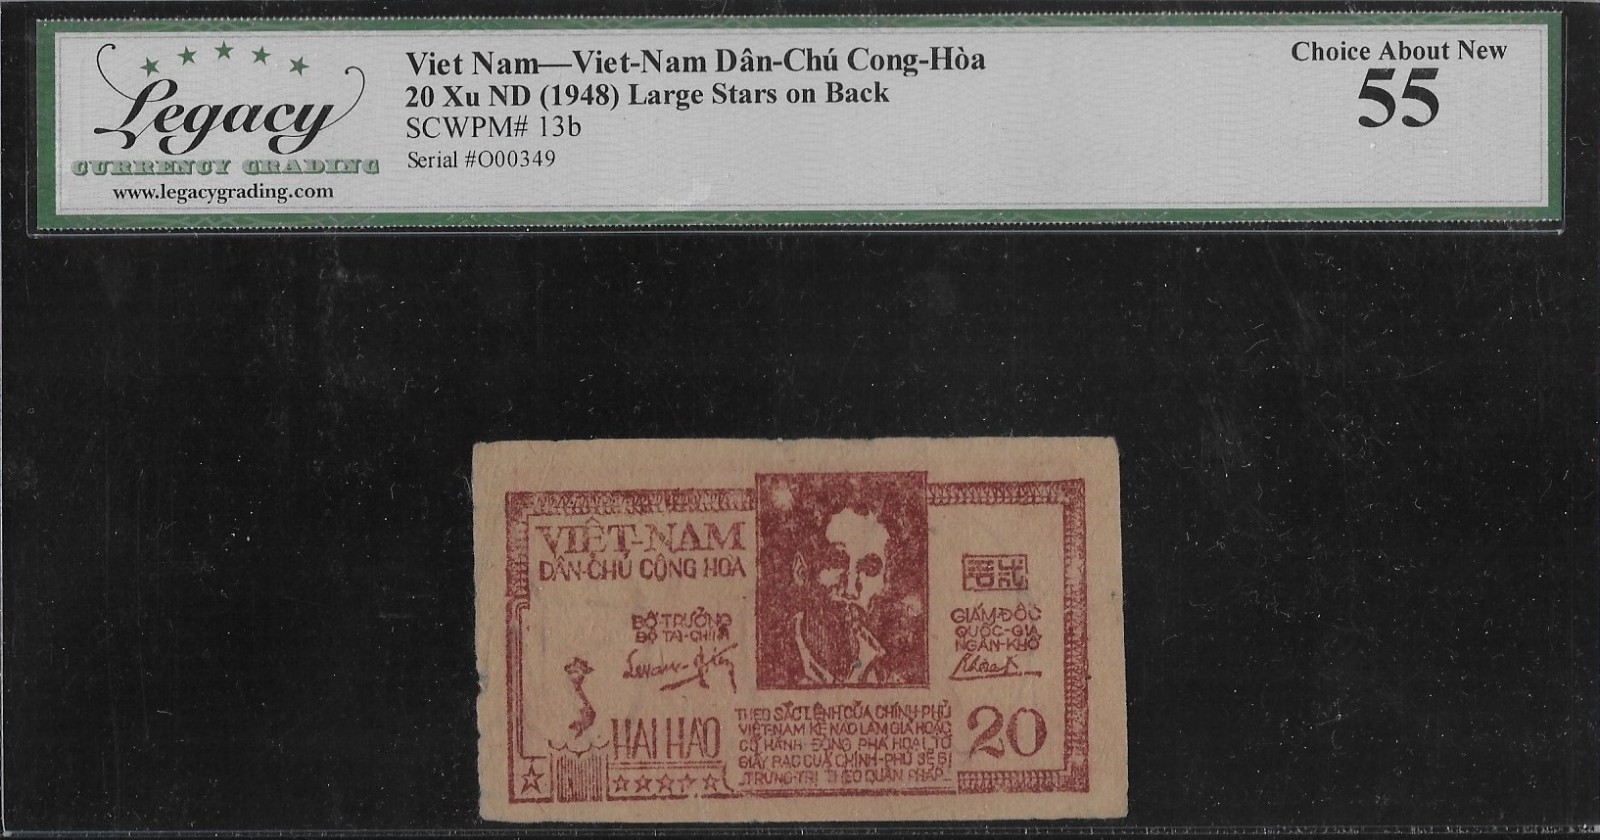 Legacy
CURRENCY GRADING
www.legacygrading.com
Viet Nam—Viet-Nam Dân-Chú Cong-Hòa
20 Xu ND (1948) Large Stars on Back
SCWPM# 13b
Serial #O00349
Choice About New
55
VIỆT-NAM
DÂN-CHỦ CỘNG HOÀ
BỘ-TRƯỞNG
BỘ TÀI-CHÍNH
GIÁM-ĐỐC
QUỐC-GIA
NGÂN-KHỐ
HAI HÀO
THEO SẮC LỆNH CỦA CHÍNH-PHỦ
VIỆT-NAM KẺ NÀO LÀM GIẢ HOẶC
CÓ HÀNH-ĐỘNG PHÁ HOẠI TỜ
GIẤY BẠC CỦA CHÍNH-PHỦ SẼ BỊ
TRỪNG-TRỊ THEO QUÂN PHÁP
20